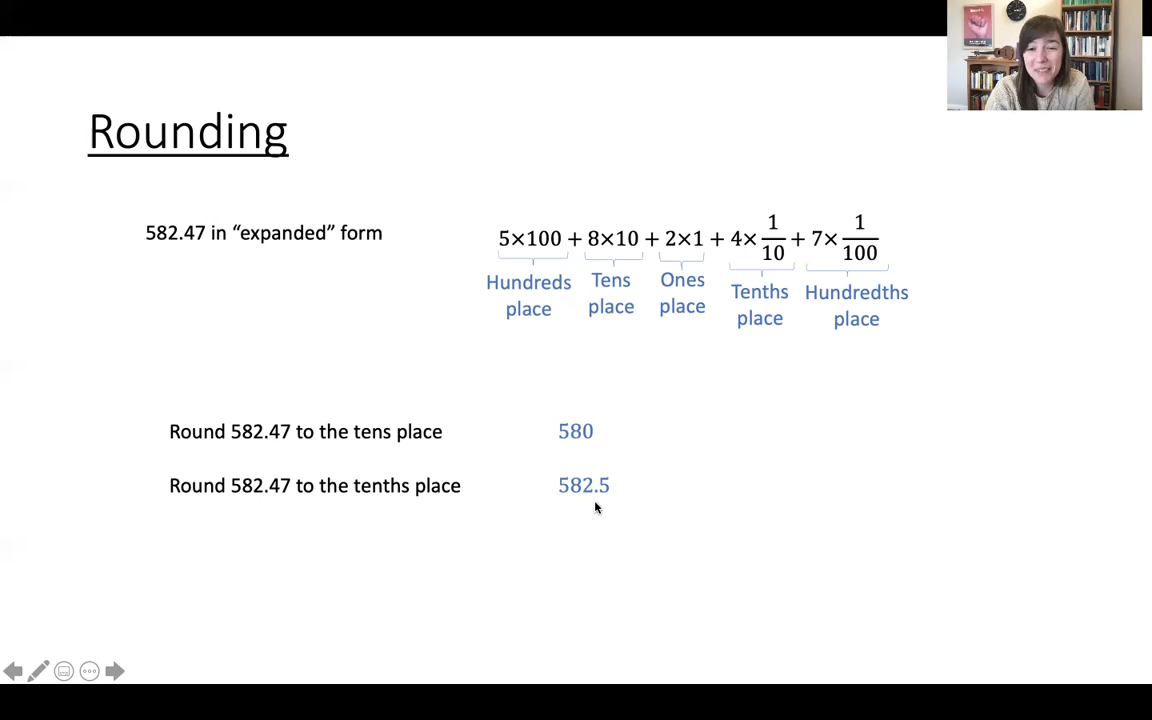 Rounding
582.47 in “expanded” form
5×100 + 8×10 + 2×1 + 4× 1/10 + 7× 1/100
Hundreds place
Tens place
Ones place
Tenths place
Hundredths place
Round 582.47 to the tens place 580
Round 582.47 to the tenths place 582.5